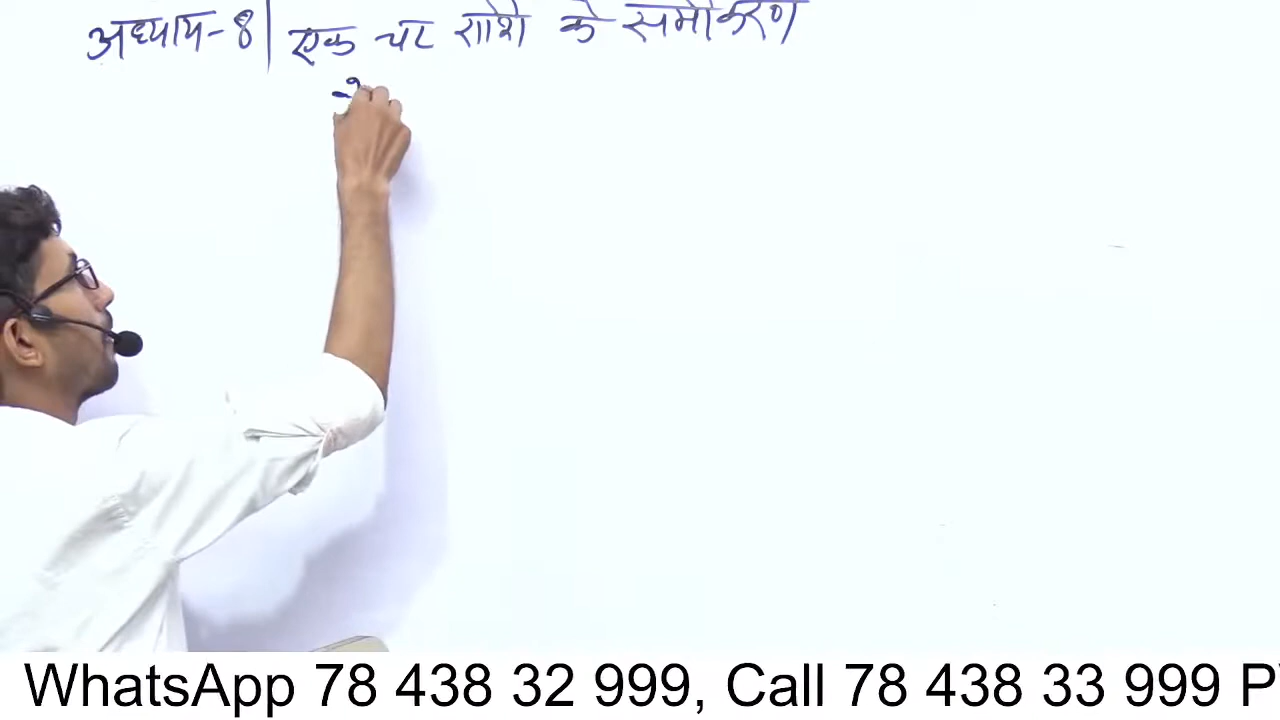 अध्याय-8| एक चर राशि के समीकरण
WhatsApp 78 438 32 999, Call 78 438 33 999 P